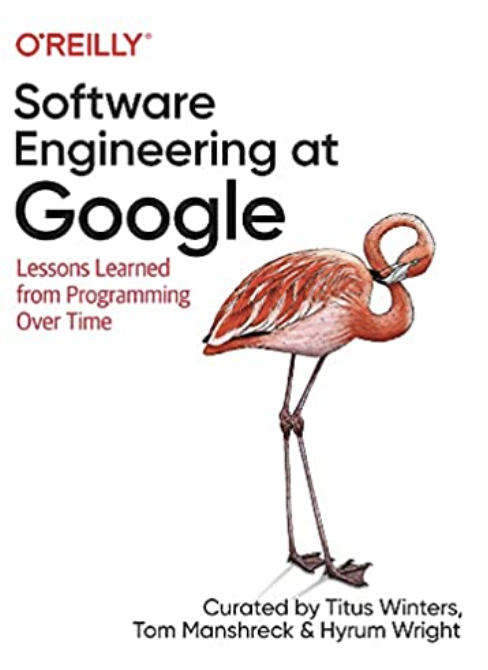 O'REILLY®
Software
Engineering at
Google
Lessons Learned
from Programming
Over Time
Curated by Titus Winters,
Tom Manshreck & Hyrum Wright